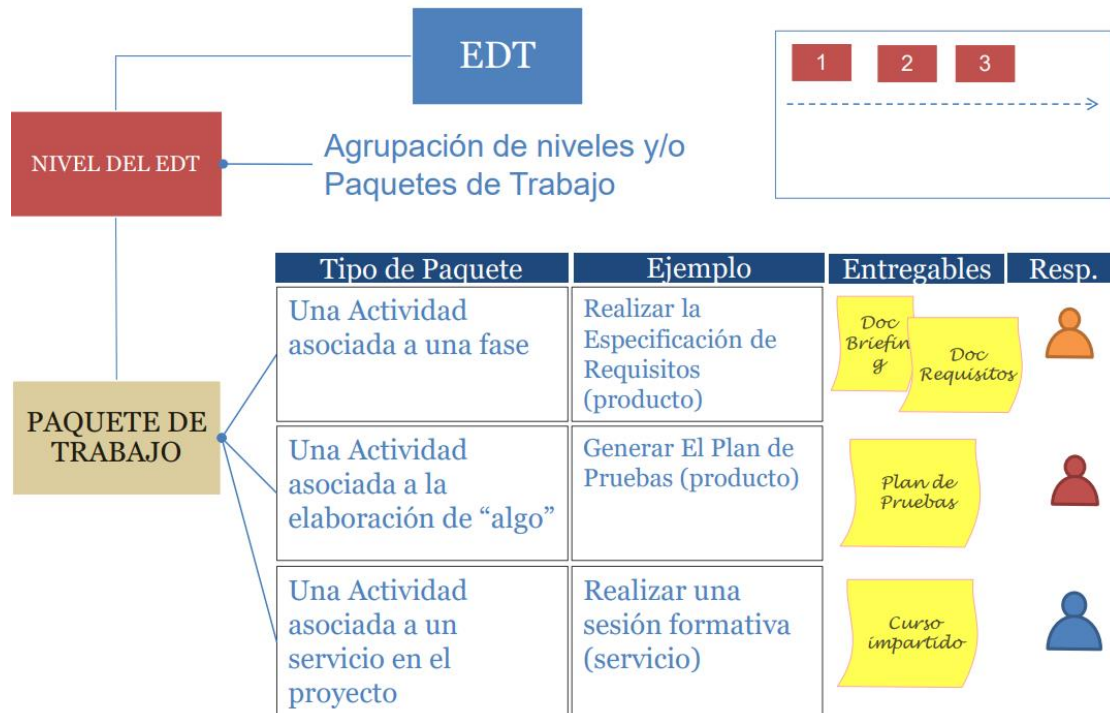 EDT
1 2 3
NIVEL DEL EDT
Agrupación de niveles y/o
Paquetes de Trabajo
Tipo de Paquete Ejemplo Entregables Resp.
Una Actividad
asociada a una fase
Realizar la
Especificación de
Requisitos
(producto)
Doc
Briefin
g
Doc
Requisitos
PAQUETE DE
TRABAJO
Una Actividad
asociada a la
elaboración de “algo”
Generar El Plan de
Pruebas (producto)
Plan de
Pruebas
Una Actividad
asociada a un
servicio en el
proyecto
Realizar una
sesión formativa
(servicio)
Curso
impartido